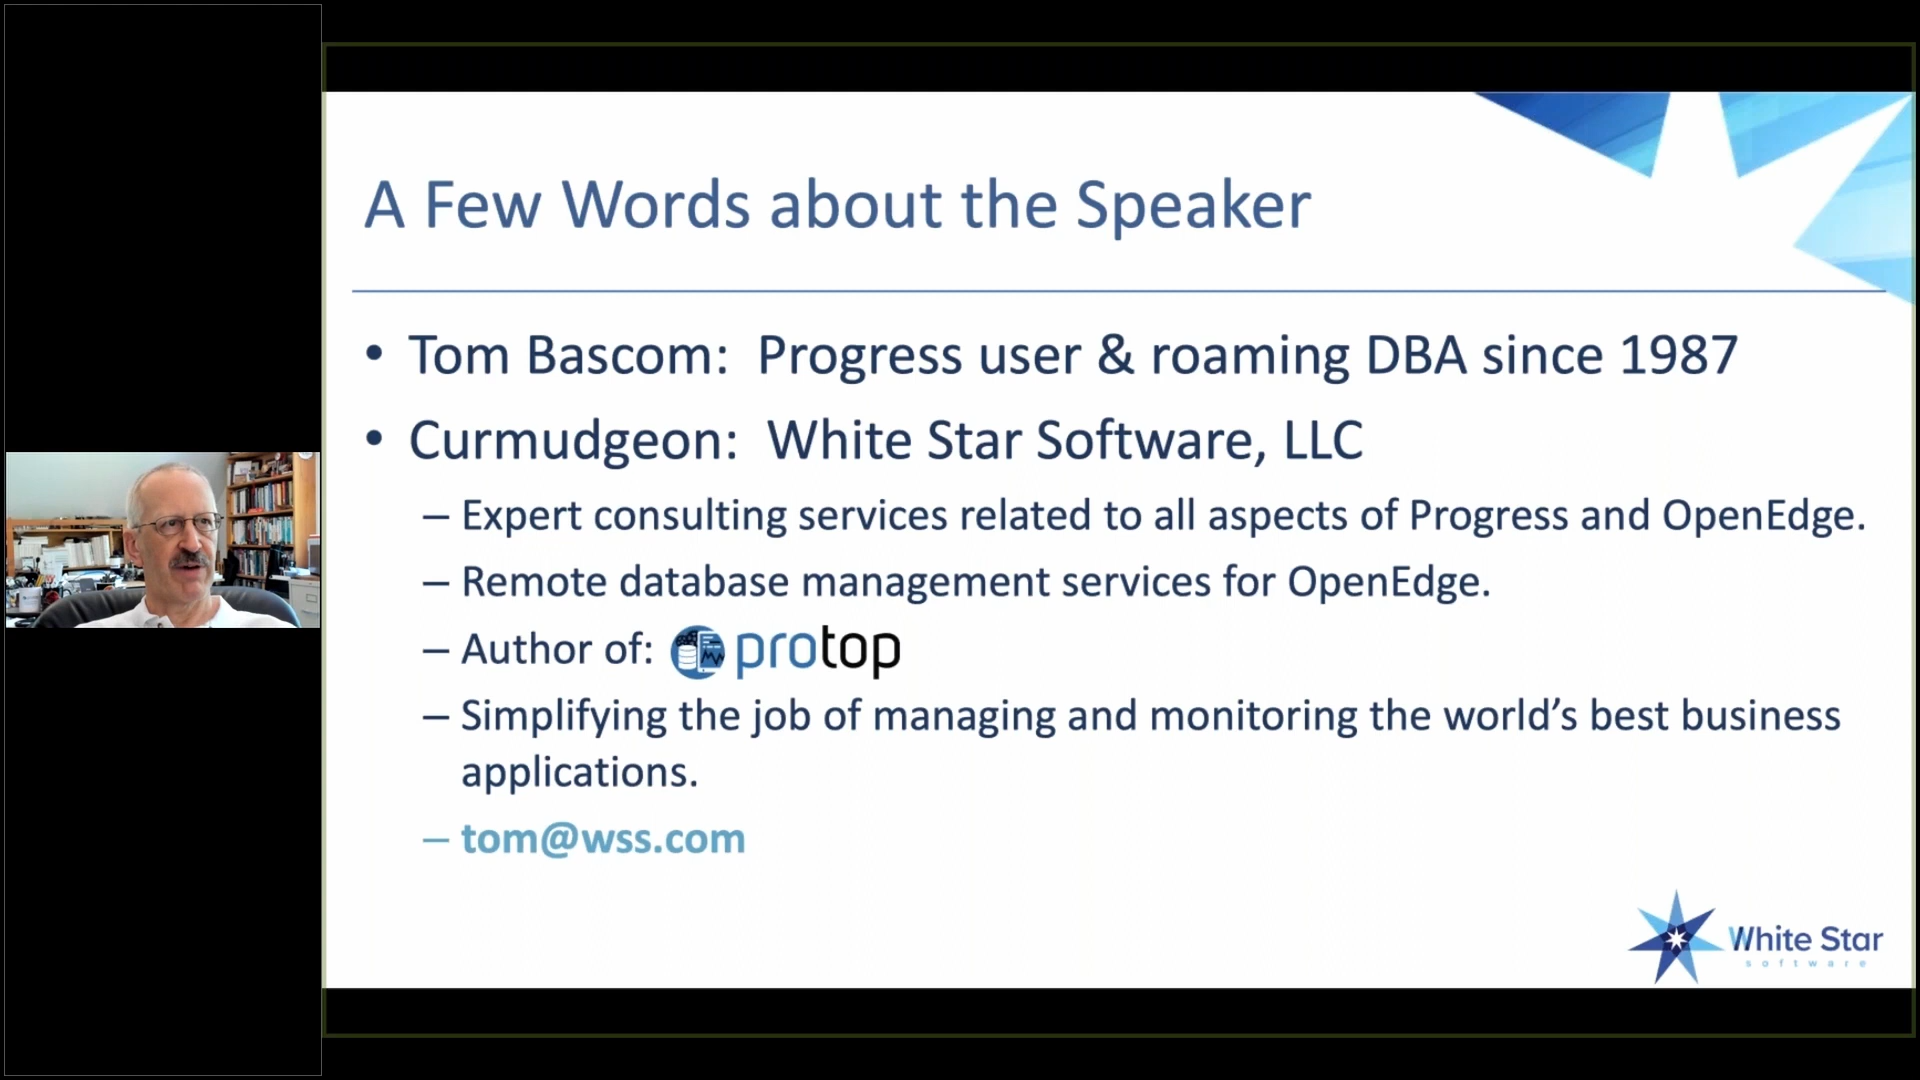 A Few Words about the Speaker
• Tom Bascom:  Progress user & roaming DBA since 1987
• Curmudgeon:  White Star Software, LLC
– Expert consulting services related to all aspects of Progress and OpenEdge.
– Remote database management services for OpenEdge.
– Author of: protop
– Simplifying the job of managing and monitoring the world’s best business
applications.
– tom@wss.com
White Star
software